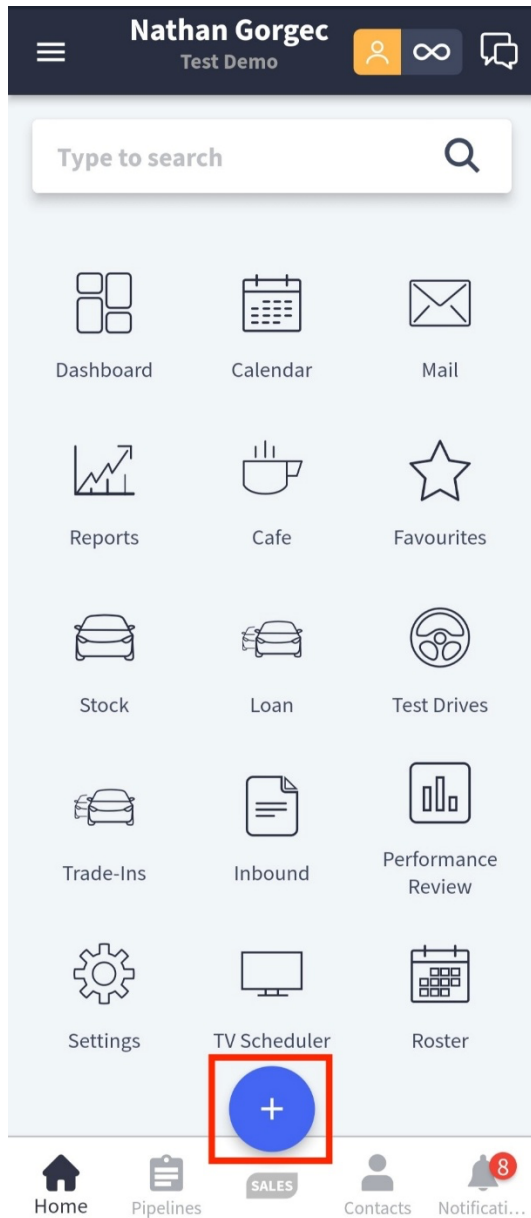 Nathan Gorgec
Test Demo
Type to search
Dashboard
Calendar
Mail
Reports
Cafe
Favourites
Stock
Loan
Test Drives
Trade-Ins
Inbound
Performance
Review
Settings
TV Scheduler
Roster
+
8
SALES
Home
Pipelines
Contacts
Notificati...